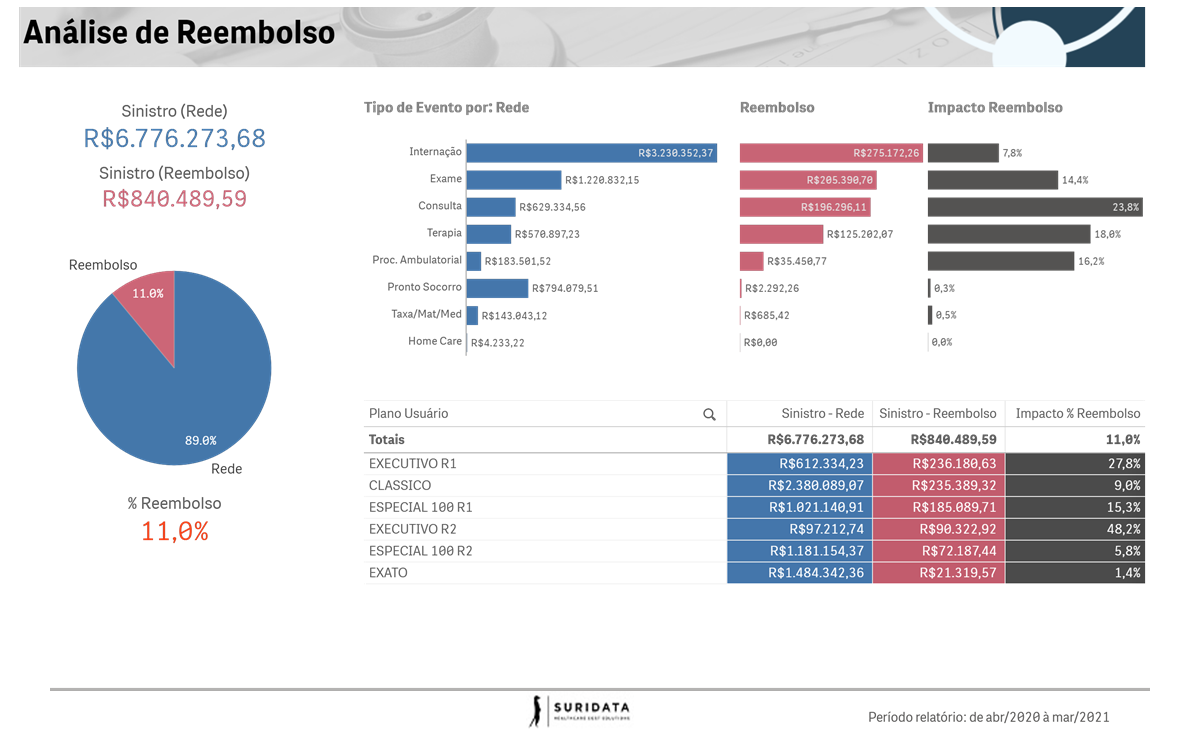 Análise de Reembolso
Sinistro (Rede)
R$6.776.273,68
Sinistro (Reembolso)
R$840.489,59
Reembolso
11.0%
89.0%
Rede
% Reembolso
11,0%
Tipo de Evento por: Rede Reembolso Impacto Reembolso
Internação R$3.230.352,37 R$275.172,26 7,8%
Exame R$1.220.832,15 R$205.390,70 14,4%
Consulta R$629.334,56 R$196.296,11 23,8%
Terapia R$570.897,23 R$125.202,07 18,0%
Proc. Ambulatorial R$183.501,52 R$35.450,77 16,2%
Pronto Socorro R$794.079,51 R$2.292,26 0,3%
Taxa/Mat/Med R$143.043,12 R$685,42 0,5%
Home Care R$4.233,22 R$0,00 0,0%
Plano Usuário Sinistro - Rede Sinistro - Reembolso Impacto % Reembolso
Totais R$6.776.273,68 R$840.489,59 11,0%
EXECUTIVO R1 R$612.334,23 R$236.180,63 27,8%
CLASSICO R$2.380.089,07 R$235.389,32 9,0%
ESPECIAL 100 R1 R$1.021.140,91 R$185.089,71 15,3%
EXECUTIVO R2 R$97.212,74 R$90.322,92 48,2%
ESPECIAL 100 R2 R$1.181.154,37 R$72.187,44 5,8%
EXATO R$1.484.342,36 R$21.319,57 1,4%
SURIDATA
HEALTHCARE COST SOLUTIONS
Período relatório: de abr/2020 à mar/2021